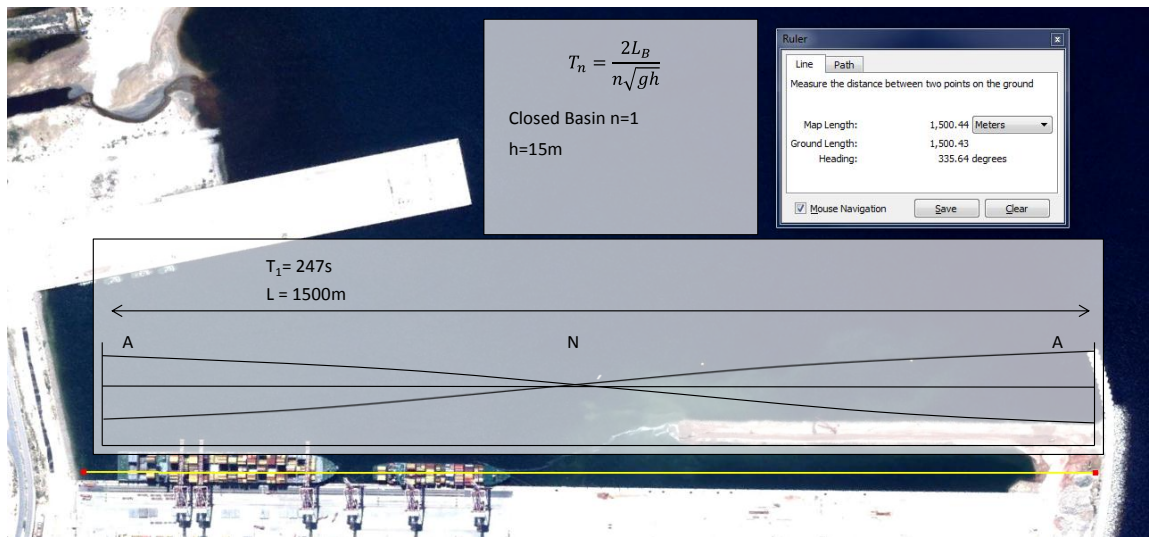 Tₙ = 2L_B / n√gh
Closed Basin n=1
h=15m
Ruler
x
Line Path
Measure the distance between two points on the ground
Map Length: 1,500.44 Meters
Ground Length: 1,500.43
Heading: 335.64 degrees
Mouse Navigation Save Clear
T₁= 247s
L = 1500m
A N A